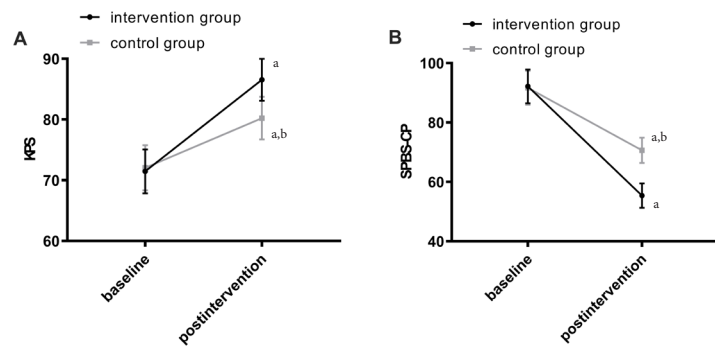 A
intervention group
control group
KPS
90
80
70
60
a
a,b
baseline
postintervention
B
intervention group
control group
SPBS-CP
100
80
60
40
a,b
a
baseline
postintervention